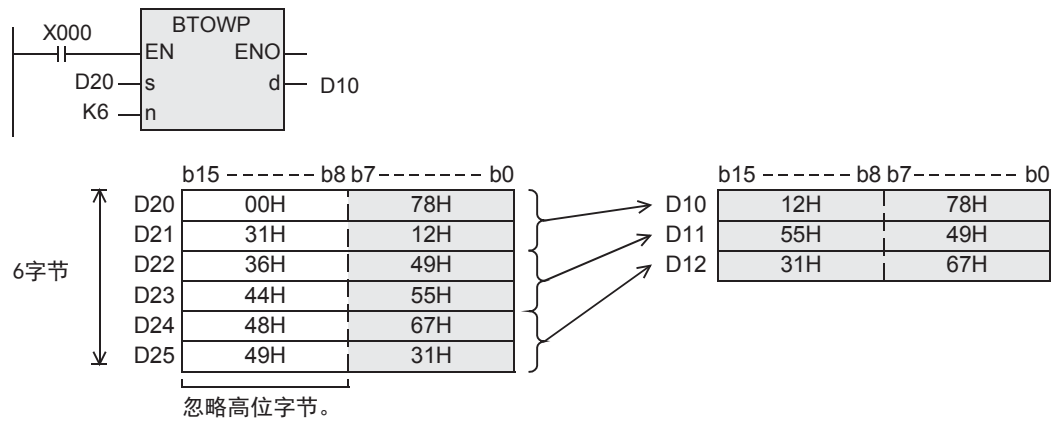 X000
BTOWP
EN ENO
D20 s d D10
K6 n
b15 ------ b8 b7------- b0 b15 ------ b8 b7------- b0
D20 00H 78H D10 12H 78H
D21 31H 12H D11 55H 49H
D22 36H 49H D12 31H 67H
6字节
D23 44H 55H
D24 48H 67H
D25 49H 31H
忽略高位字节。